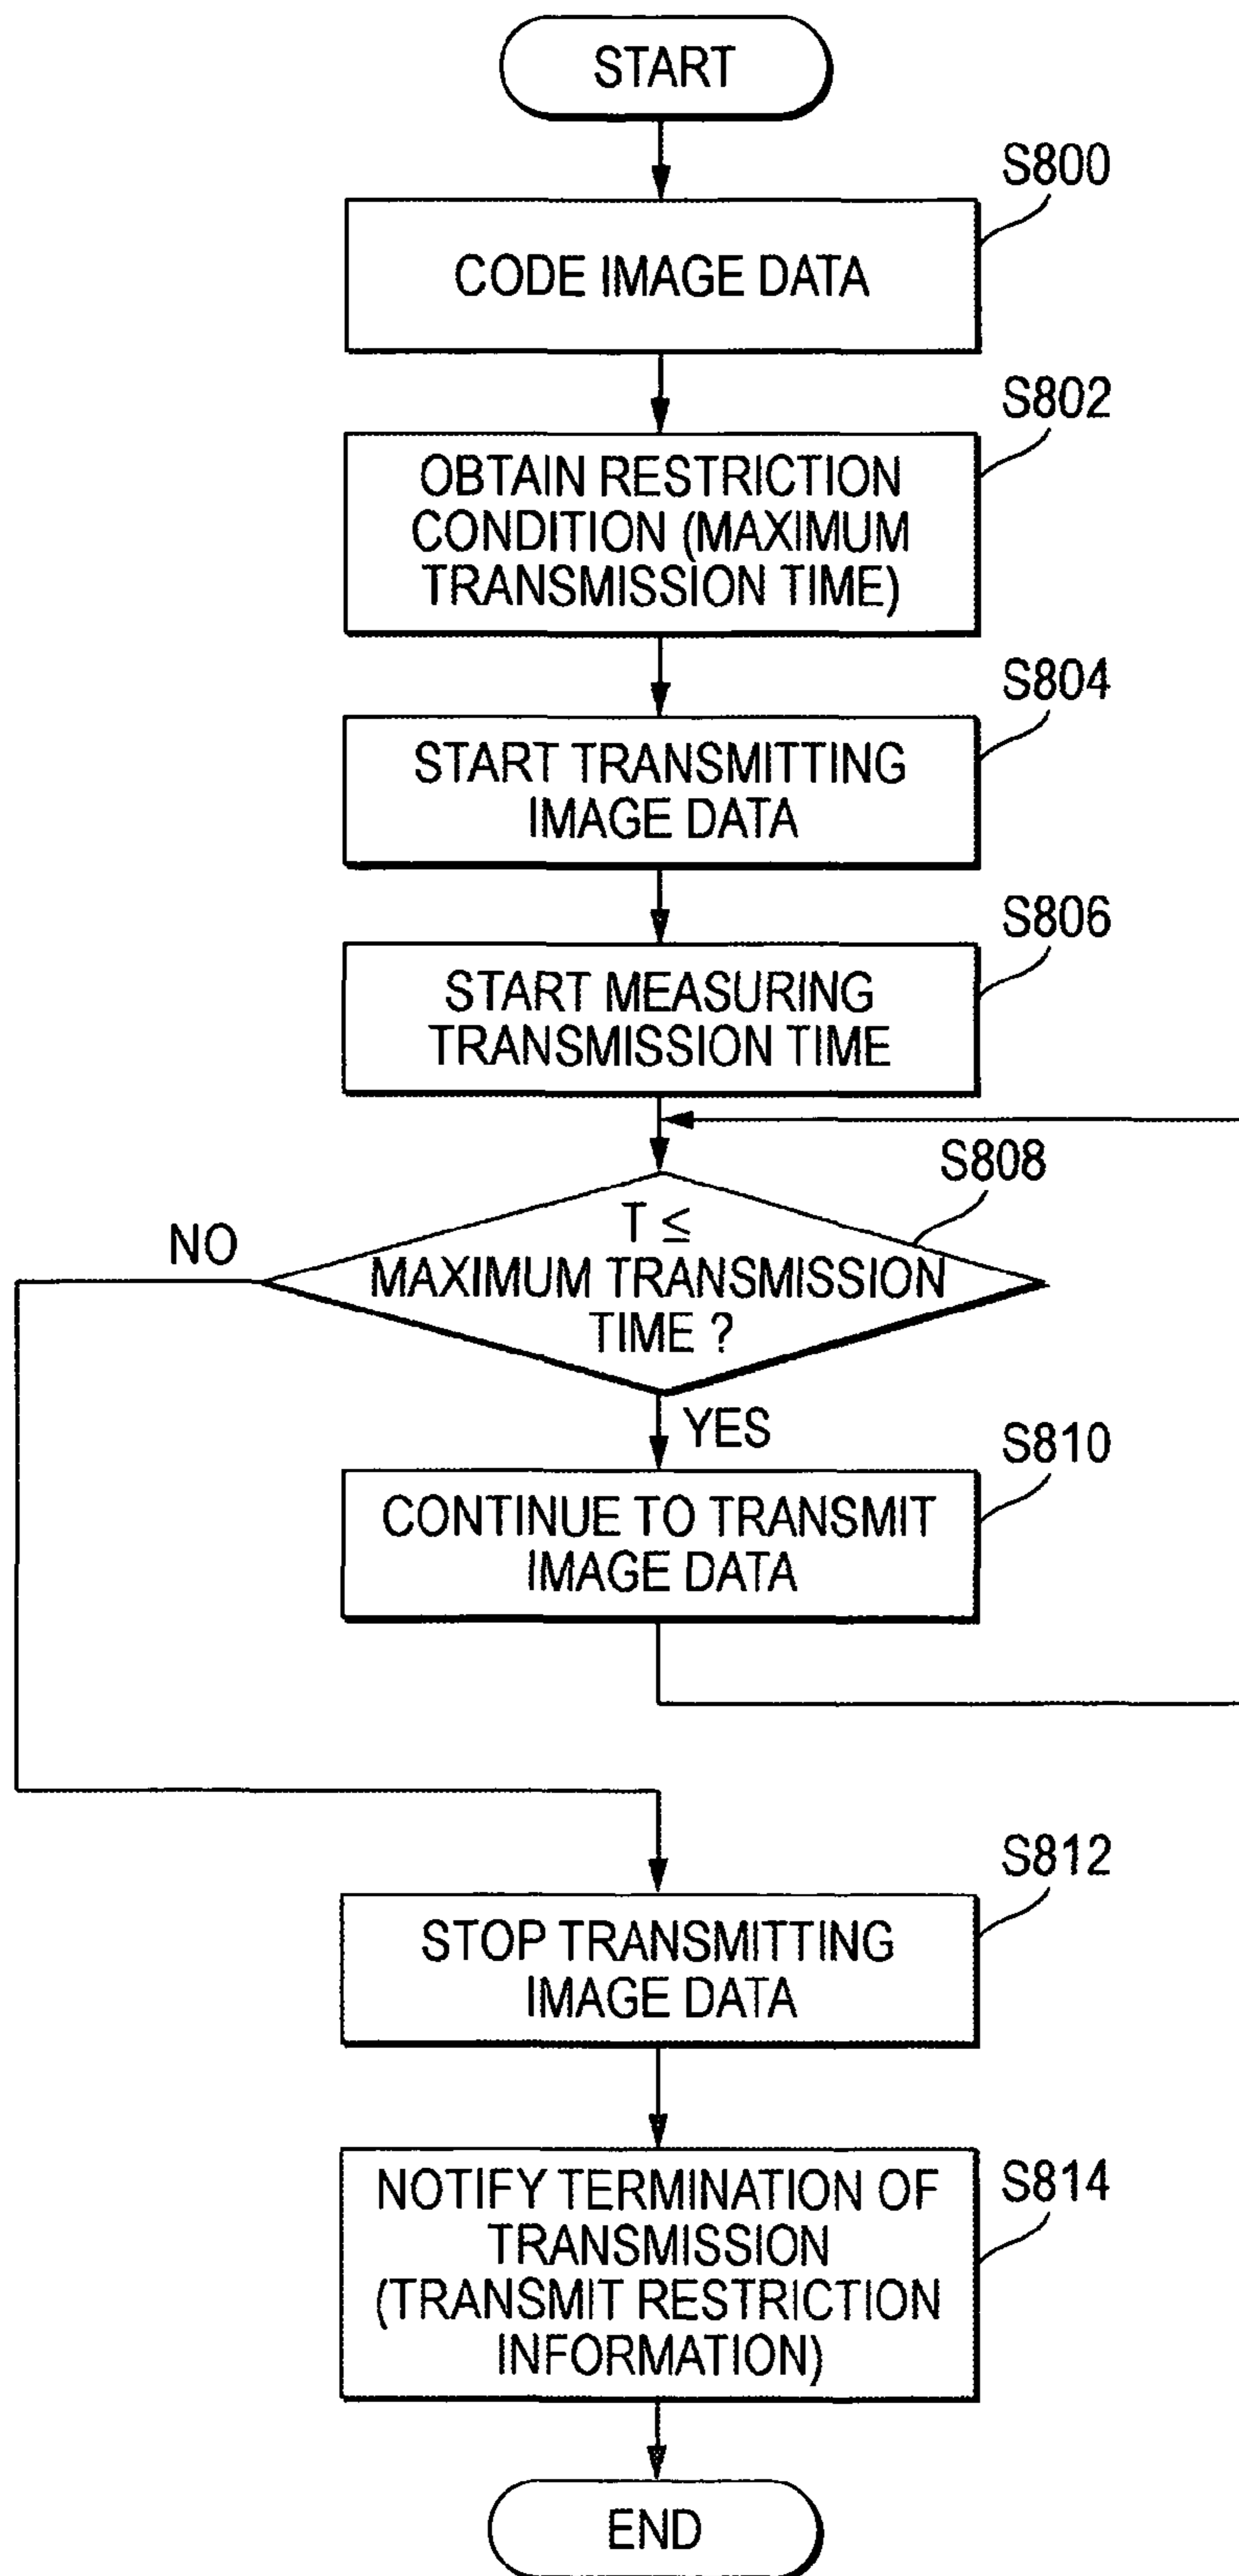 START
S800
CODE IMAGE DATA
S802
OBTAIN RESTRICTION
CONDITION (MAXIMUM
TRANSMISSION TIME)
S804
START TRANSMITTING
IMAGE DATA
S806
START MEASURING
TRANSMISSION TIME
S808
NO
T ≤
MAXIMUM TRANSMISSION
TIME ?
YES
S810
CONTINUE TO TRANSMIT
IMAGE DATA
S812
STOP TRANSMITTING
IMAGE DATA
S814
NOTIFY TERMINATION OF
TRANSMISSION
(TRANSMIT RESTRICTION
INFORMATION)
END